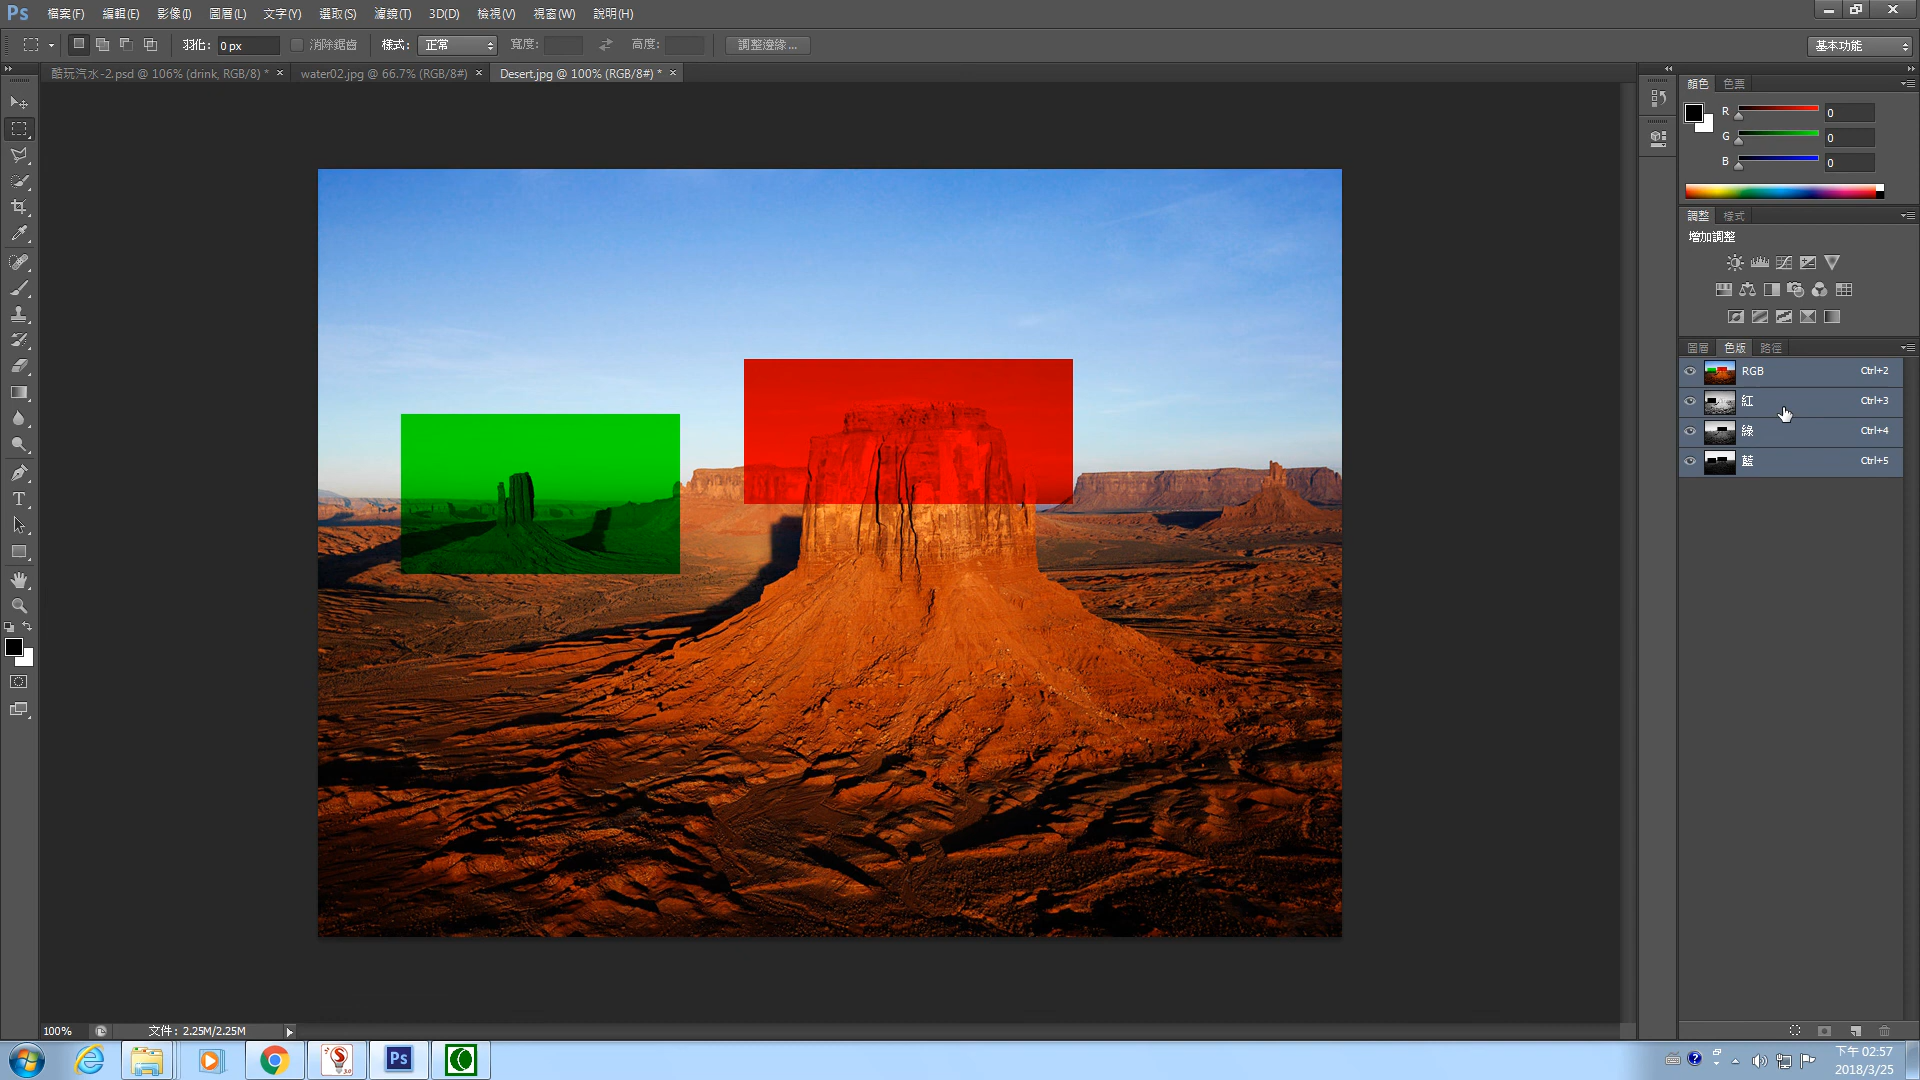 Ps 檔案(F) 編輯(E) 影像(I) 圖層(L) 文字(Y) 選取(S) 濾鏡(T) 3D(D) 檢視(V) 視窗(W) 說明(H)
羽化: 0 px 消除鋸齒 樣式: 正常 寬度: 高度: 調整邊緣... 基本功能
酷玩汽水-2.psd @ 106% (drink, RGB/8) * × water02.jpg @ 66.7% (RGB/8#) × Desert.jpg @ 100% (RGB/8#) * ×
顏色 色票
R 0
G 0
B 0
調整 樣式
增加調整
圖層 色版 路徑
RGB Ctrl+2
紅 Ctrl+3
綠 Ctrl+4
藍 Ctrl+5
100% 文件: 2.25M/2.25M
Ps
下午 02:57
2018/3/25